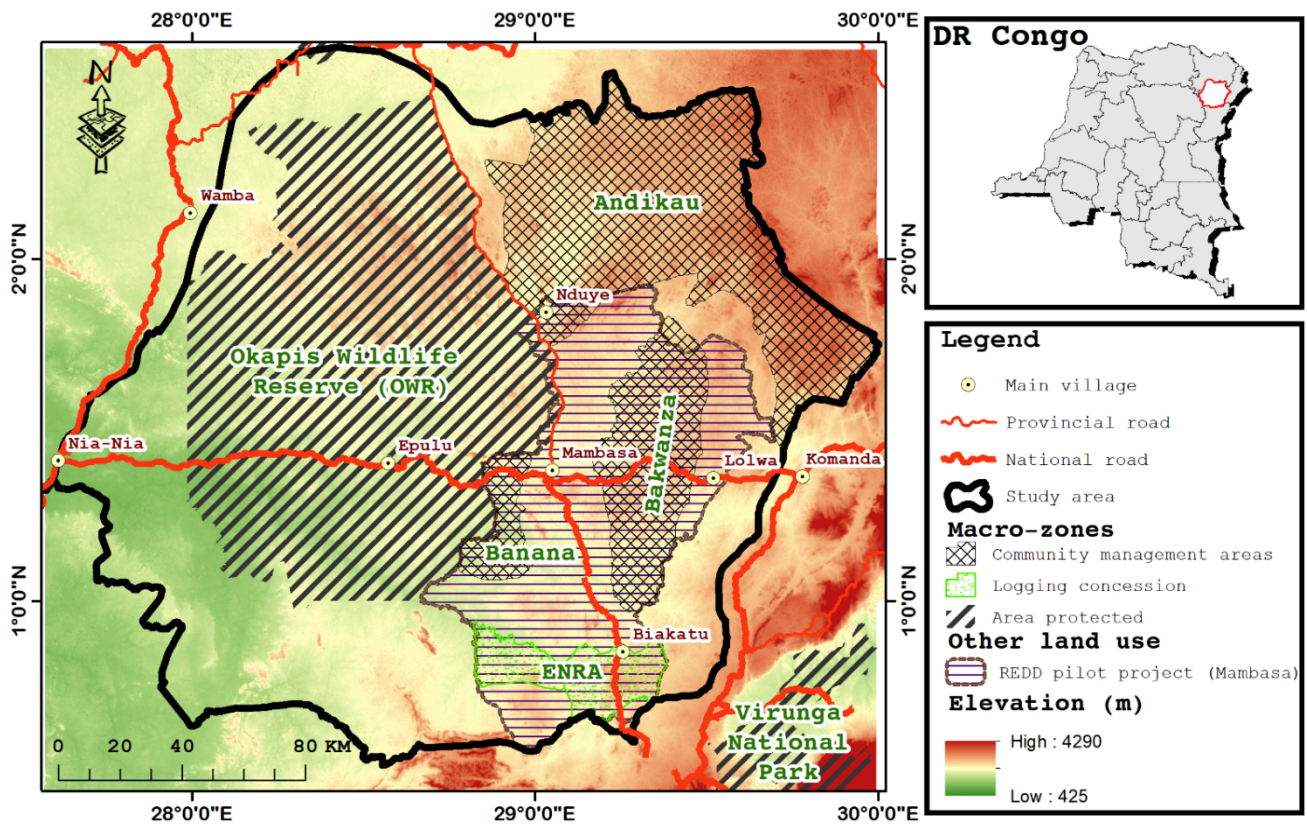 28°0'0"E
29°0'0"E
30°0'0"E
2°0'0"N
1°0'0"N
2°0'0"N
1°0'0"N
28°0'0"E
29°0'0"E
30°0'0"E
N
Wamba
Andikau
Nduye
Okapis Wildlife
Reserve (OWR)
Bakwanza
Nia-Nia
Epulu
Mambasa
Lolwa
Komanda
Banana
Biakatu
ENRA
Virunga
National
Park
0 20 40 80 KM
DR Congo
Legend
Main village
Provincial road
National road
Study area
Macro-zones
Community management areas
Logging concession
Area protected
Other land use
REDD pilot project (Mambasa)
Elevation (m)
High : 4290
Low : 425